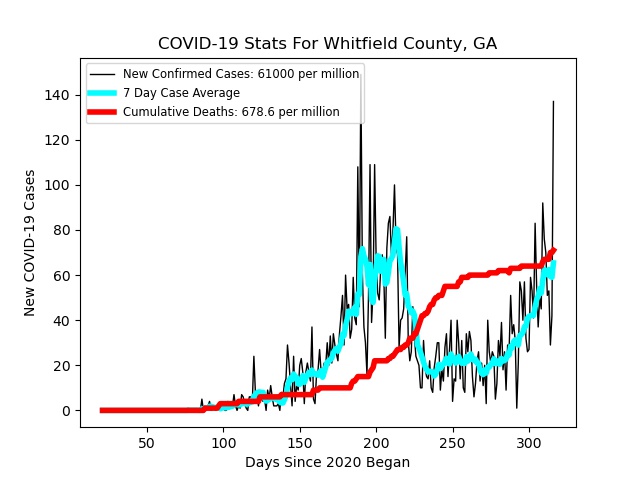 COVID-19 Stats For Whitfield County, GA
New Confirmed Cases: 61000 per million
7 Day Case Average
Cumulative Deaths: 678.6 per million
New COVID-19 Cases
140
120
100
80
60
40
20
0
50 100 150 200 250 300
Days Since 2020 Began